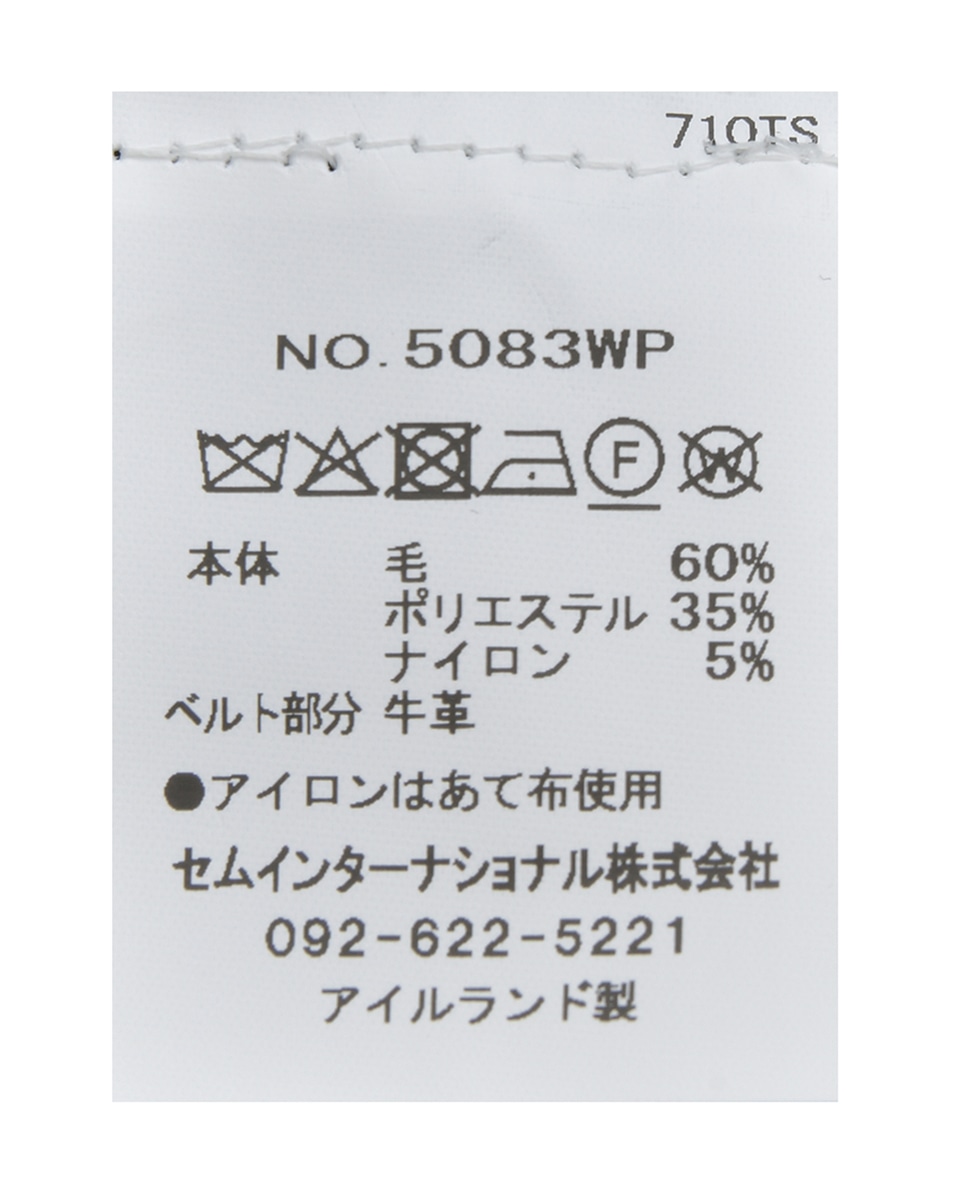 710TS
NO.5083WP
F W
本体 毛 60%
ポリエステル 35%
ナイロン 5%
ベルト部分 牛革
●アイロンはあて布使用
セムインターナショナル株式会社
092-622-5221
アイルランド製